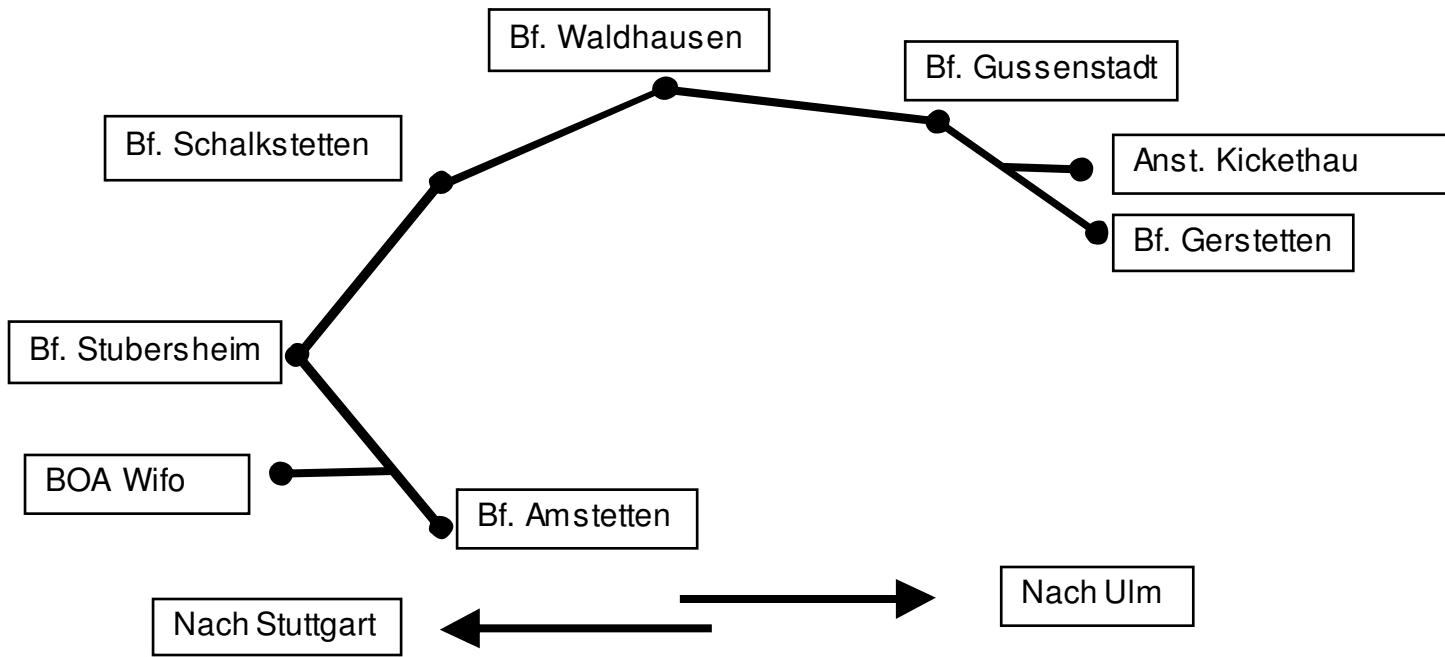 Bf. Waldhausen
Bf. Gussenstadt
Bf. Schalkstetten
Anst. Kickethau
Bf. Gerstetten
Bf. Stubersheim
BOA Wifo
Bf. Amstetten
Nach Ulm
Nach Stuttgart